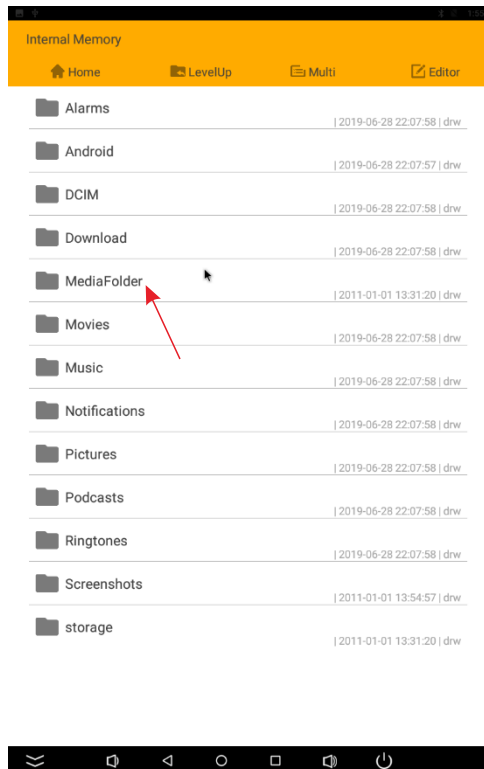 1:55
Internal Memory
Home LevelUp Multi Editor
Alarms
| 2019-06-28 22:07:58 | drw
Android
| 2019-06-28 22:07:57 | drw
DCIM
| 2019-06-28 22:07:58 | drw
Download
| 2019-06-28 22:07:58 | drw
MediaFolder
| 2011-01-01 13:31:20 | drw
Movies
| 2019-06-28 22:07:58 | drw
Music
| 2019-06-28 22:07:58 | drw
Notifications
| 2019-06-28 22:07:58 | drw
Pictures
| 2019-06-28 22:07:58 | drw
Podcasts
| 2019-06-28 22:07:58 | drw
Ringtones
| 2019-06-28 22:07:58 | drw
Screenshots
| 2011-01-01 13:54:57 | drw
storage
| 2011-01-01 13:31:20 | drw